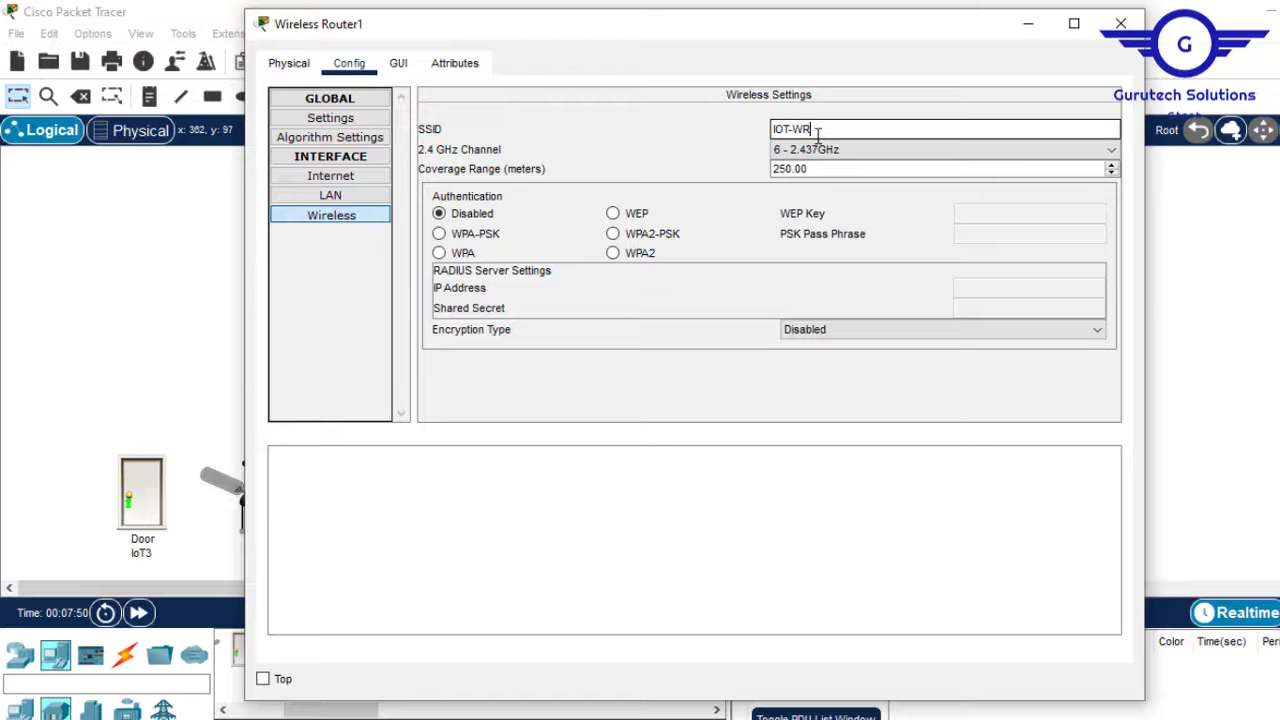 Cisco Packet Tracer
File Edit Options View Tools Extens
Logical Physical x: 362, y: 97
Root
Wireless Router1
Physical Config GUI Attributes
GLOBAL
Settings
Algorithm Settings
INTERFACE
Internet
LAN
Wireless
Wireless Settings
SSID IOT-WR
2.4 GHz Channel 6 - 2.437GHz
Coverage Range (meters) 250.00
Authentication
Disabled WEP WEP Key
WPA-PSK WPA2-PSK PSK Pass Phrase
WPA WPA2
RADIUS Server Settings
IP Address
Shared Secret
Encryption Type Disabled
Top
G
Gurutech Solutions
Door
IoT3
Time: 00:07:50
Realtime
Color Time(sec) Peri
Toggle PDU List Window